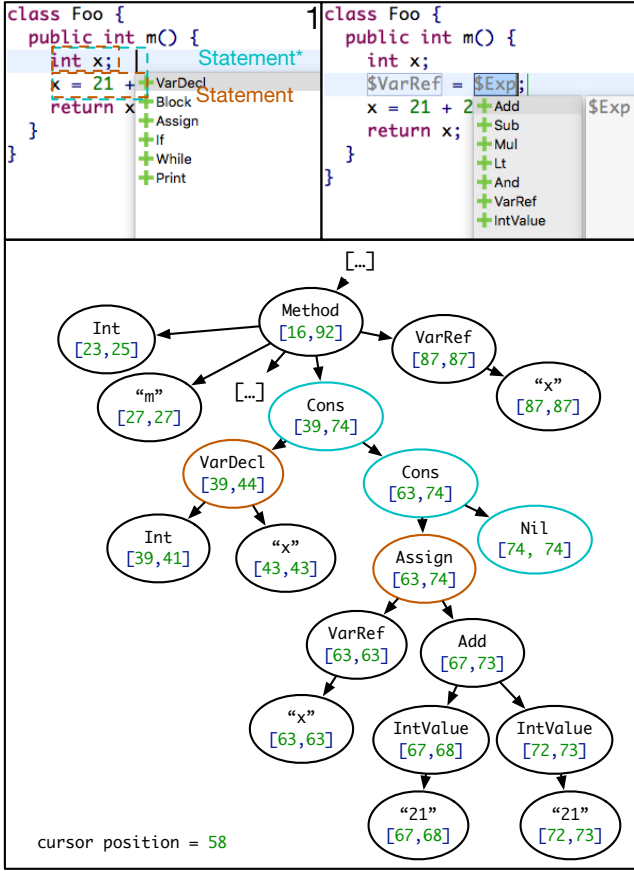 class Foo {
public int m() {
int x;
Statement*
x = 21 +
Statement
return x
}
}
VarDecl
Block
Assign
If
While
Print
1
class Foo {
public int m() {
int x;
$VarRef = $Exp;
x = 21 + 2
return x;
}
}
Add
Sub
Mul
Lt
And
VarRef
IntValue
$Exp
[…]
Method
[16,92]
Int
[23,25]
VarRef
[87,87]
“m”
[27,27]
[…]
“x”
[87,87]
Cons
[39,74]
VarDecl
[39,44]
Cons
[63,74]
Int
[39,41]
“x”
[43,43]
Assign
[63,74]
Nil
[74, 74]
VarRef
[63,63]
Add
[67,73]
“x”
[63,63]
IntValue
[67,68]
IntValue
[72,73]
“21”
[67,68]
“21”
[72,73]
cursor position = 58